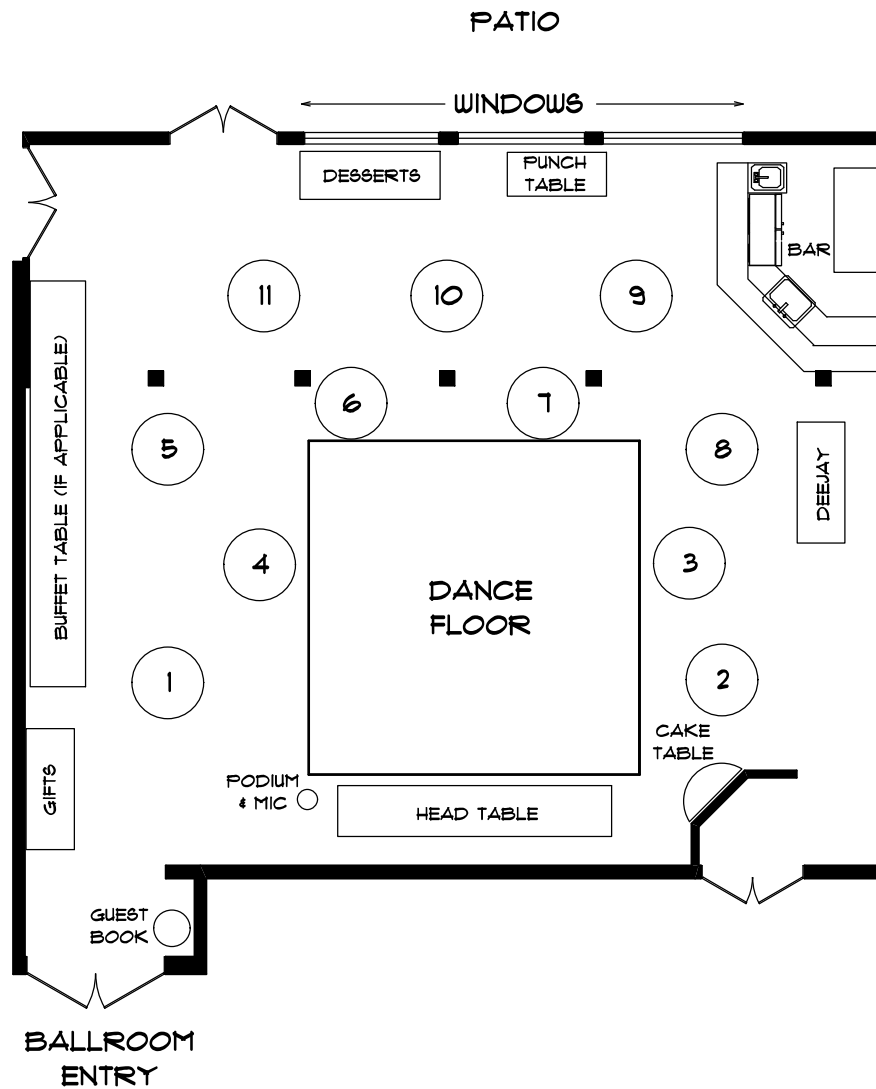 PATIO
WINDOWS
DESSERTS
PUNCH
TABLE
BAR
11
10
9
6
7
5
8
BUFFET TABLE (IF APPLICABLE)
DEEJAY
4
3
DANCE
FLOOR
1
2
CAKE
TABLE
GIFTS
PODIUM
& MIC
HEAD TABLE
GUEST
BOOK
BALLROOM
ENTRY